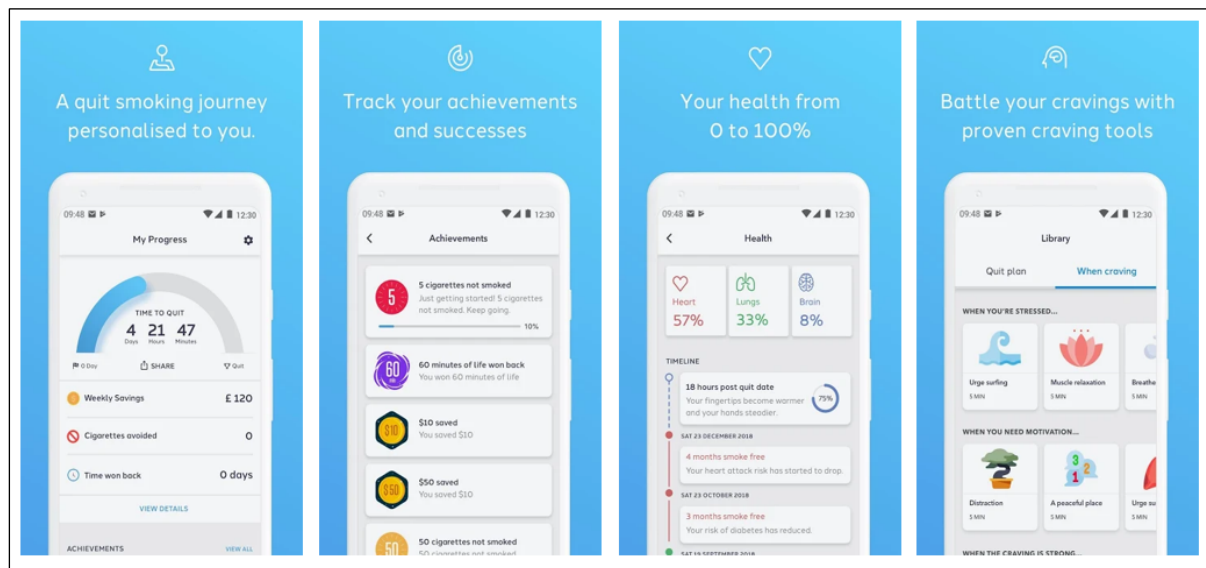 A quit smoking journey
personalised to you.
09:48
12:30
My Progress
TIME TO QUIT
4 21 47
Days Hours Minutes
0 Day
SHARE
Quit
Weekly Savings
£ 120
Cigarettes avoided
0
Time won back
0 days
VIEW DETAILS
ACHIEVEMENTS
VIEW ALL
Track your achievements
and successes
09:48
12:30
Achievements
5
5 cigarettes not smoked
Just getting started! 5 cigarettes
not smoked. Keep going.
10%
60
60 minutes of life won back
You won 60 minutes of life
$10
$10 saved
You saved $10
$50
$50 saved
You saved $10
50
50 cigarettes not smoked
50 cigarettes not smoked
Your health from
0 to 100%
09:48
12:30
Health
Heart
57%
Lungs
33%
Brain
8%
TIMELINE
18 hours post quit date
Your fingertips become warmer
and your hands steadier.
75%
SAT 23 DECEMBER 2018
4 months smoke free
Your heart attack risk has started to drop.
SAT 23 OCTOBER 2018
3 months smoke free
Your risk of diabetes has reduced.
SAT 19 SEPTEMBER 2018
Battle your cravings with
proven craving tools
09:48
12:30
Library
Quit plan
When craving
WHEN YOU'RE STRESSED...
Urge surfing
5 MIN
Muscle relaxation
5 MIN
Breathe
5 MIN
WHEN YOU NEED MOTIVATION...
3
1
2
Distraction
5 MIN
A peaceful place
5 MIN
Urge su
5 MIN
WHEN THE CRAVING IS STRONG...